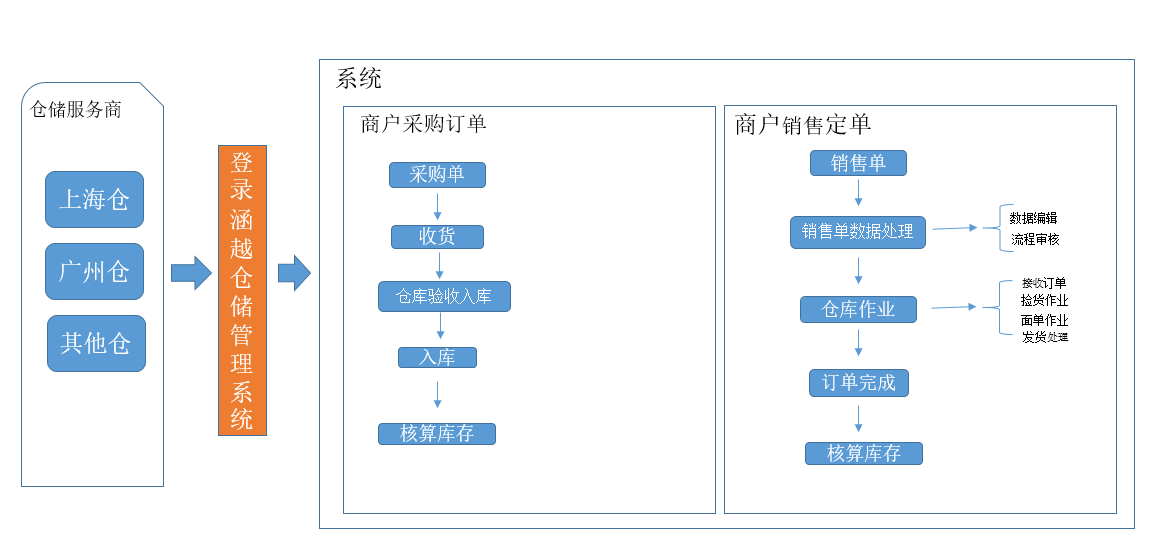 仓储服务商
上海仓
广州仓
其他仓
登录涵越仓储管理系统
系统
商户采购订单
采购单
收货
仓库验收入库
入库
核算库存
商户销售定单
销售单
销售单数据处理
数据编辑
流程审核
仓库作业
接收订单
捡货作业
面单作业
发货处理
订单完成
核算库存